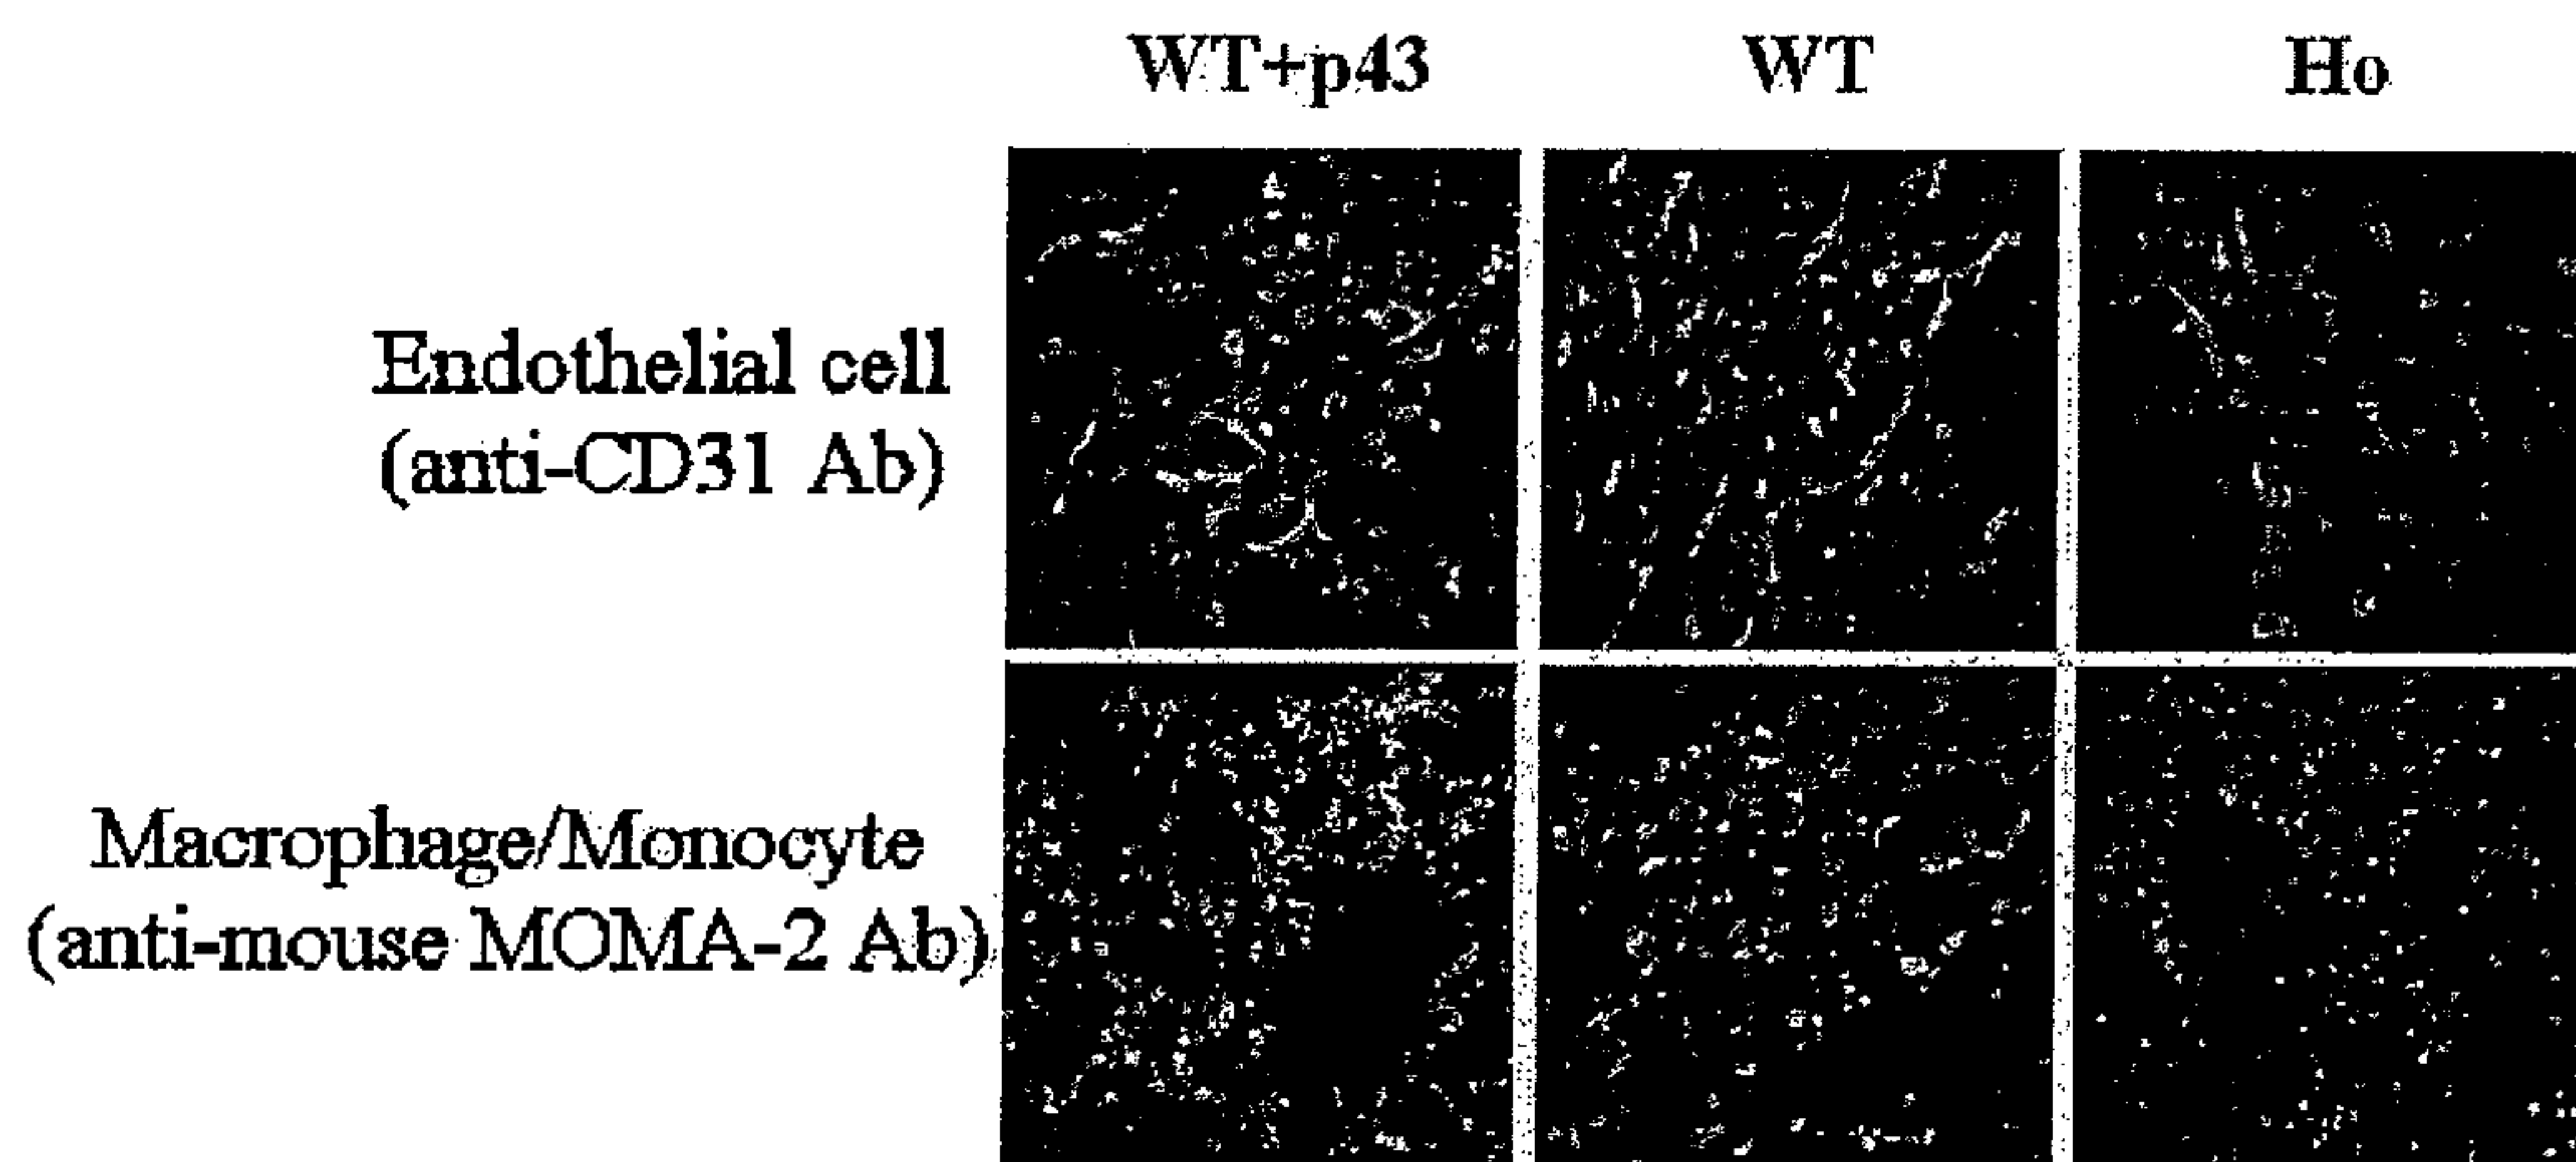 WT+p43 WT Ho
Endothelial cell
(anti-CD31 Ab)
Macrophage/Monocyte
(anti-mouse MOMA-2 Ab)